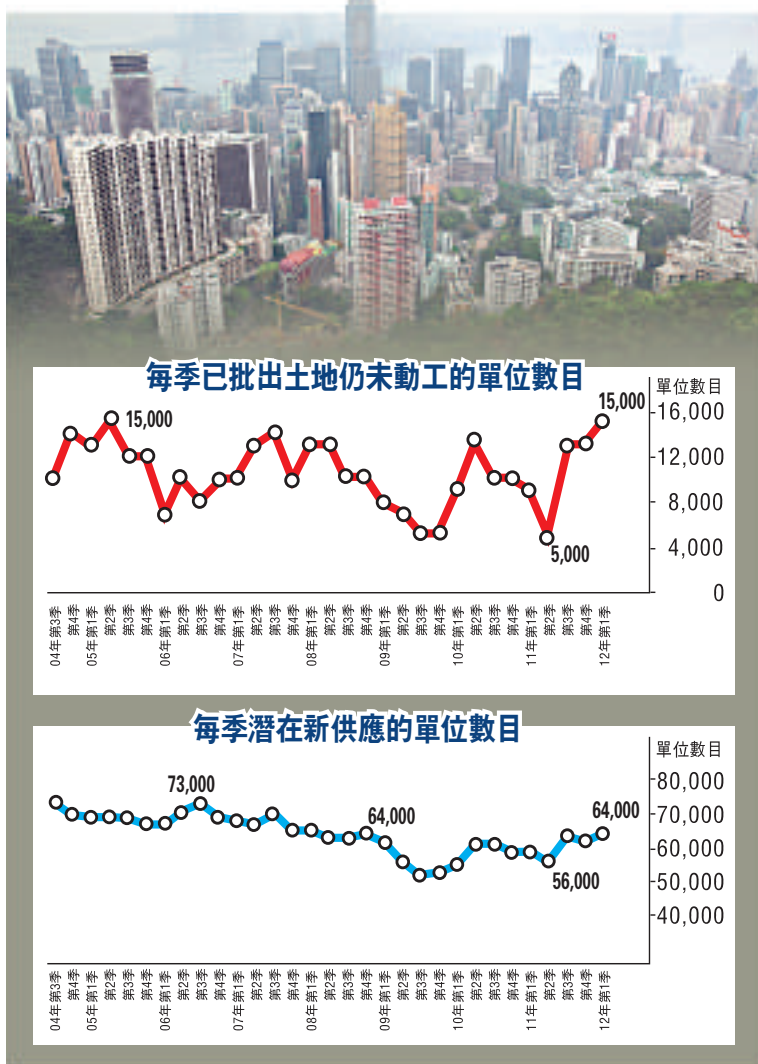 每季已批出土地仍未動工的單位數目
單位數目
15,000
15,000
16,000
12,000
8,000
5,000
4,000
0
04年第3季
第4季
05年第1季
第2季
第3季
第4季
06年第1季
第2季
第3季
第4季
07年第1季
第2季
第3季
第4季
08年第1季
第2季
第3季
第4季
09年第1季
第2季
第3季
第4季
10年第1季
第2季
第3季
第4季
11年第1季
第2季
第3季
第4季
12年第1季
每季潛在新供應的單位數目
單位數目
73,000
80,000
64,000
64,000
70,000
60,000
56,000
50,000
40,000
04年第3季
第4季
05年第1季
第2季
第3季
第4季
06年第1季
第2季
第3季
第4季
07年第1季
第2季
第3季
第4季
08年第1季
第2季
第3季
第4季
09年第1季
第2季
第3季
第4季
10年第1季
第2季
第3季
第4季
11年第1季
第2季
第3季
第4季
12年第1季